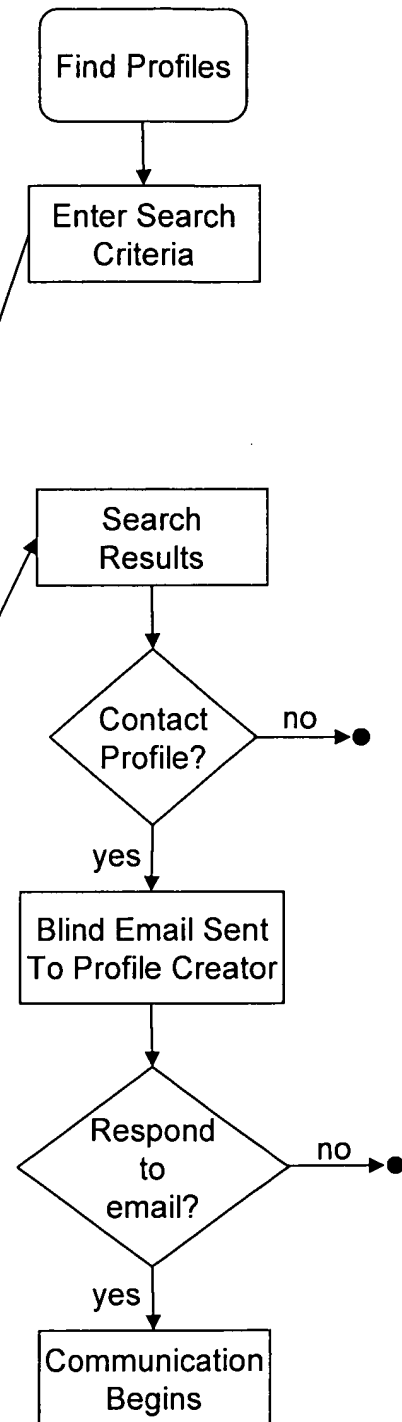 Find Profiles
Enter Search
Criteria
Search
Results
Contact
Profile?
no
yes
Blind Email Sent
To Profile Creator
Respond
to
email?
no
yes
Communication
Begins